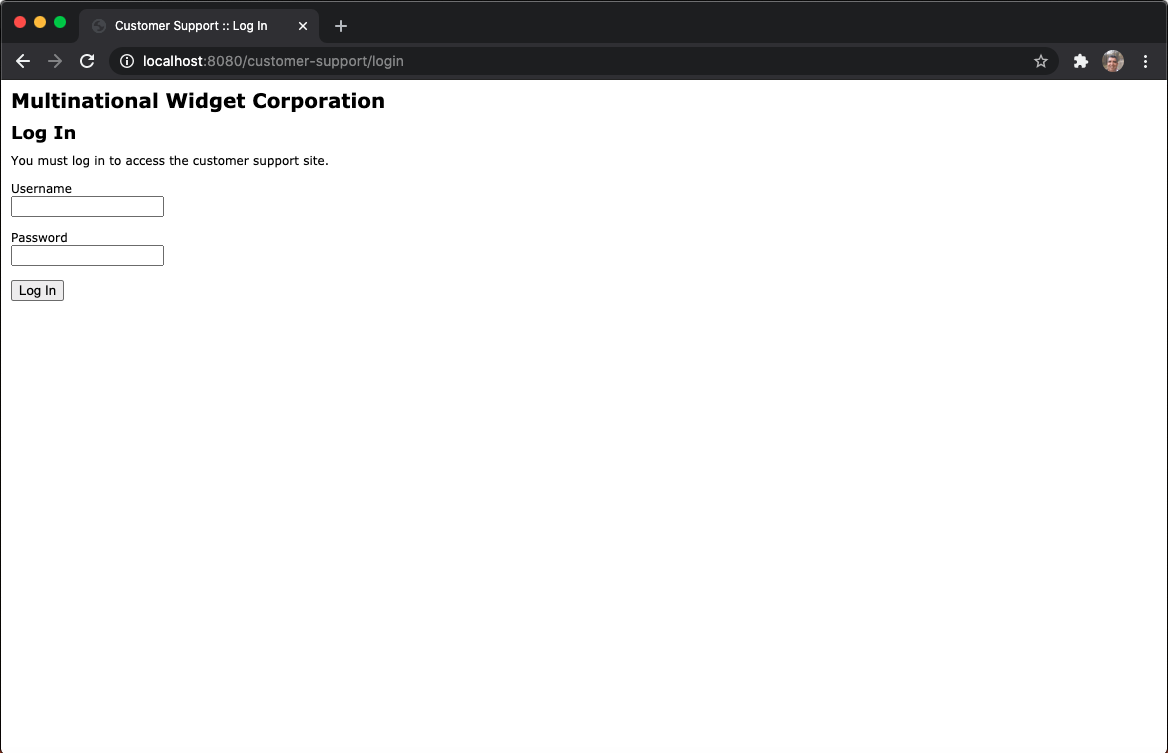 Customer Support :: Log In
localhost:8080/customer-support/login
Multinational Widget Corporation
Log In
You must log in to access the customer support site.
Username
Password
Log In